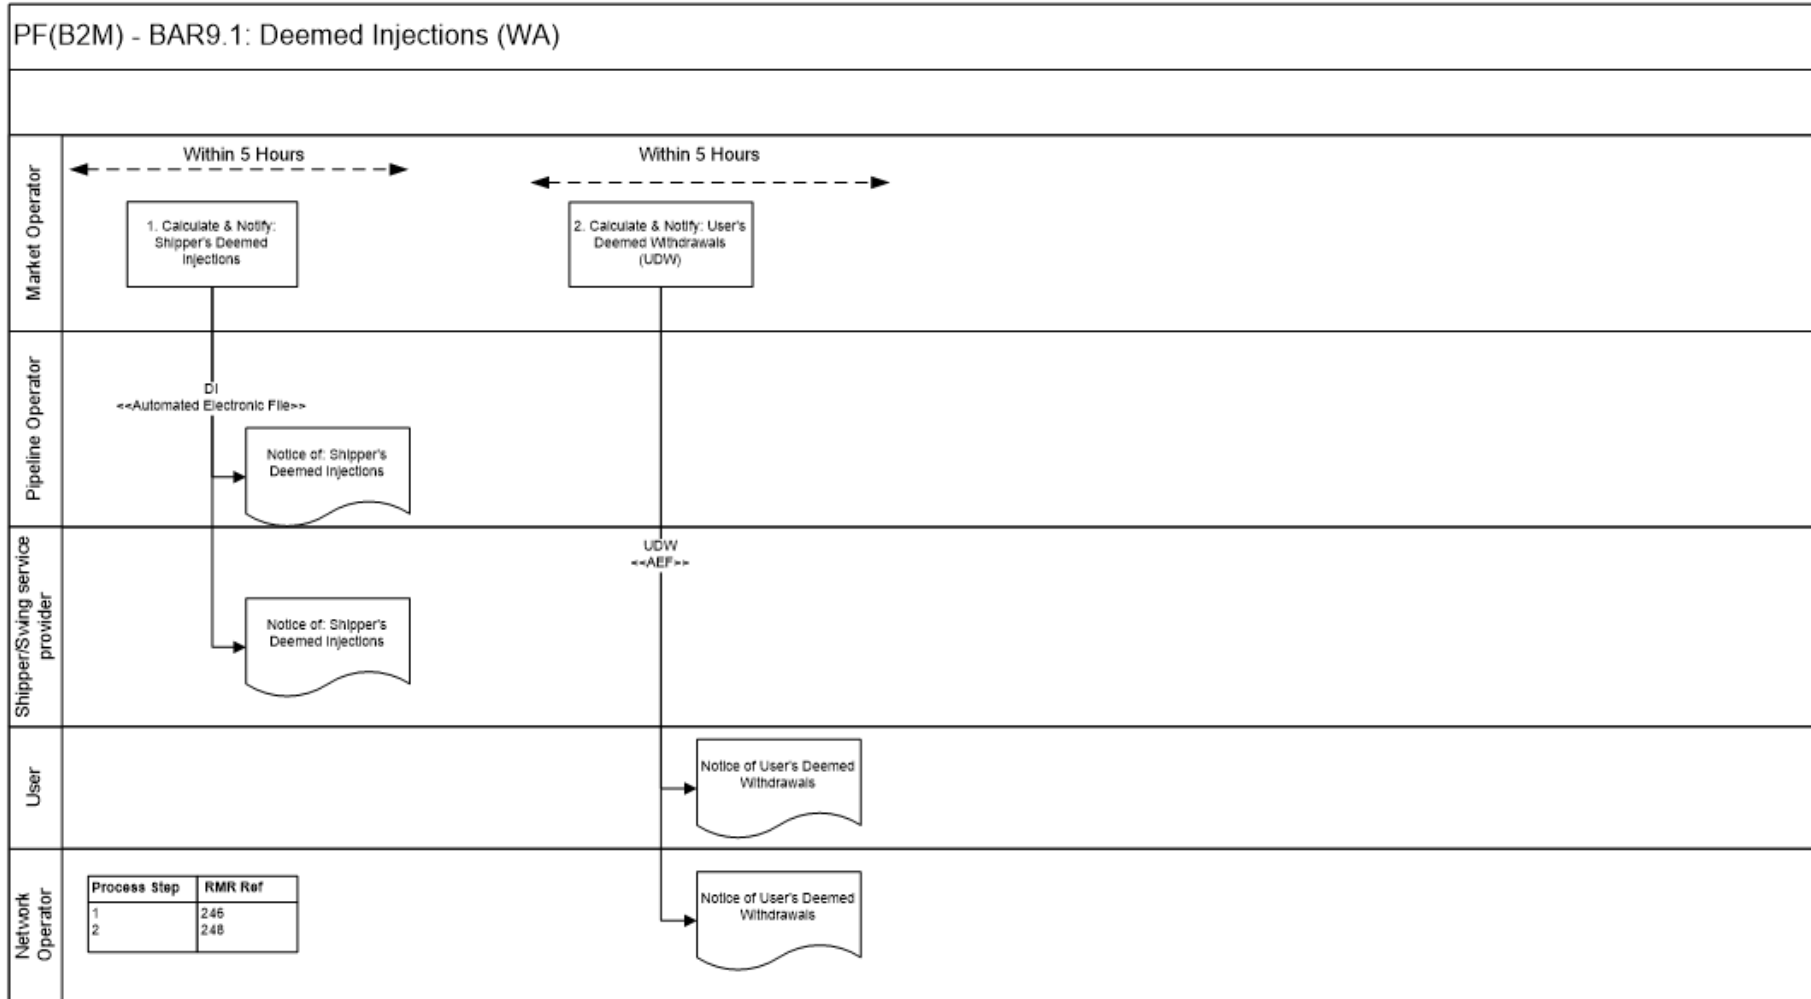 PF(B2M) - BAR9.1: Deemed Injections (WA)
Market Operator
Within 5 Hours
Within 5 Hours
1. Calculate & Notify:
Shipper's Deemed
Injections
2. Calculate & Notify: User's
Deemed Withdrawals
(UDW)
Pipeline Operator
DI
<<Automated Electronic File>>
Notice of: Shipper's
Deemed Injections
Shipper/Swing service
provider
UDW
<<AEF>>
Notice of: Shipper's
Deemed Injections
User
Notice of User's Deemed
Withdrawals
Network
Operator
Process Step RMR Ref
1 246
2 248
Notice of User's Deemed
Withdrawals